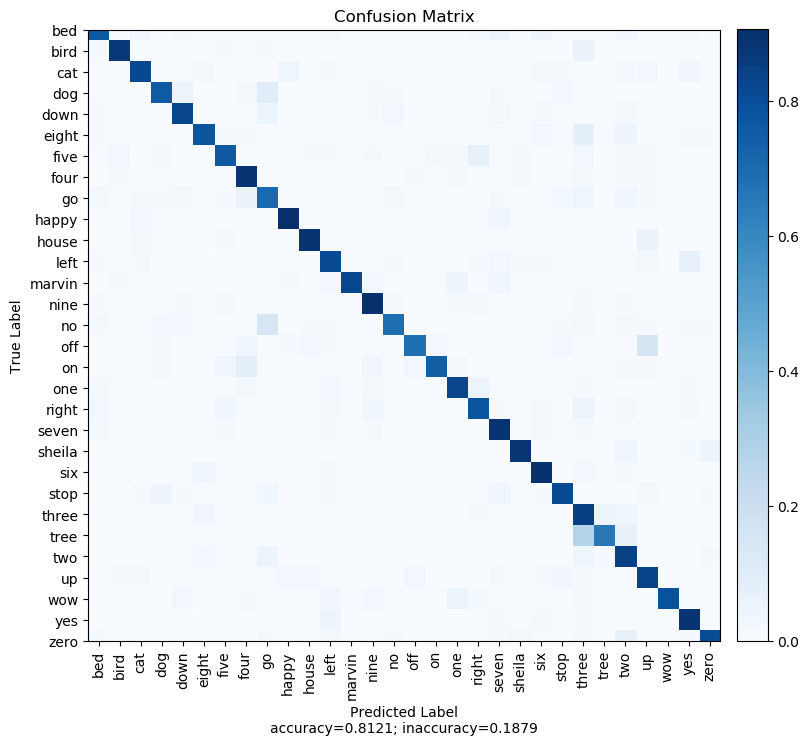 Confusion Matrix
bed
bird
cat
dog
down
eight
five
four
go
happy
house
left
marvin
nine
no
off
on
one
right
seven
sheila
six
stop
three
tree
two
up
wow
yes
zero
True Label
bed bird cat dog down eight five four go happy house left marvin nine no off on one right seven sheila six stop three tree two up wow yes zero
Predicted Label
accuracy=0.8121; inaccuracy=0.1879
0.8
0.6
0.4
0.2
0.0